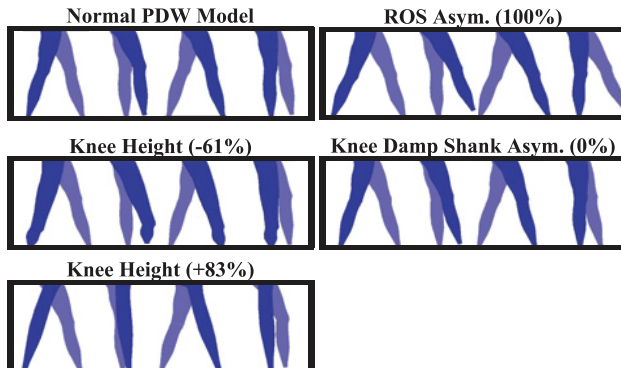 Normal PDW Model
ROS Asym. (100%)
Knee Height (-61%)
Knee Damp Shank Asym. (0%)
Knee Height (+83%)